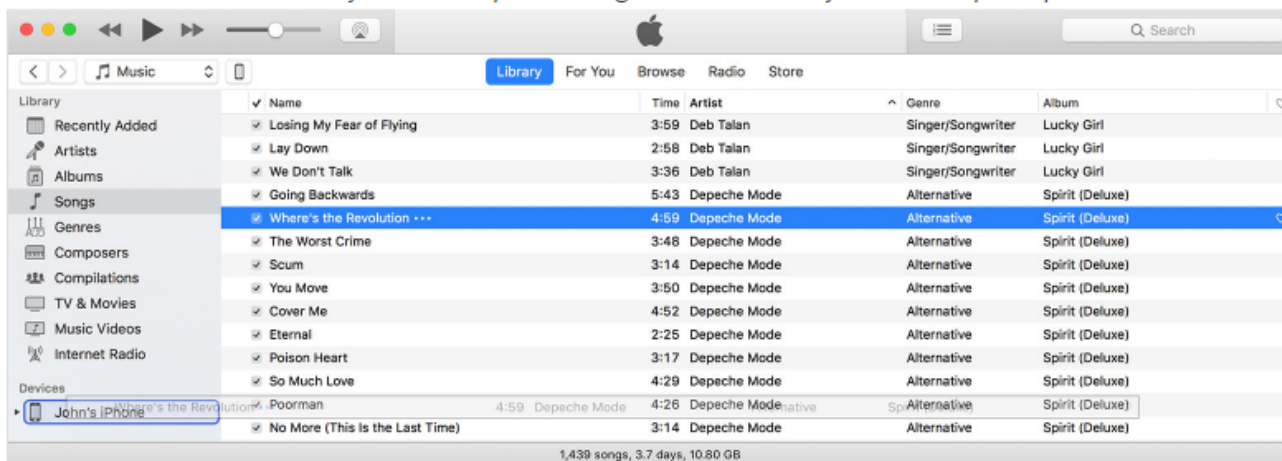 Search
Music
Library For You Browse Radio Store
Library
Recently Added
Artists
Albums
Songs
Genres
Composers
Compilations
TV & Movies
Music Videos
Internet Radio
Devices
John's iPhone
Name Time Artist Genre Album
Losing My Fear of Flying 3:59 Deb Talan Singer/Songwriter Lucky Girl
Lay Down 2:58 Deb Talan Singer/Songwriter Lucky Girl
We Don't Talk 3:36 Deb Talan Singer/Songwriter Lucky Girl
Going Backwards 5:43 Depeche Mode Alternative Spirit (Deluxe)
Where's the Revolution ••• 4:59 Depeche Mode Alternative Spirit (Deluxe)
The Worst Crime 3:48 Depeche Mode Alternative Spirit (Deluxe)
Scum 3:14 Depeche Mode Alternative Spirit (Deluxe)
You Move 3:50 Depeche Mode Alternative Spirit (Deluxe)
Cover Me 4:52 Depeche Mode Alternative Spirit (Deluxe)
Eternal 2:25 Depeche Mode Alternative Spirit (Deluxe)
Poison Heart 3:17 Depeche Mode Alternative Spirit (Deluxe)
So Much Love 4:29 Depeche Mode Alternative Spirit (Deluxe)
Poorman 4:26 Depeche Mode Alternative Spirit (Deluxe)
Where's the Revolution 4:59 Depeche Mode
No More (This Is the Last Time) 3:14 Depeche Mode Alternative Spirit (Deluxe)
1,439 songs, 3.7 days, 10.80 GB